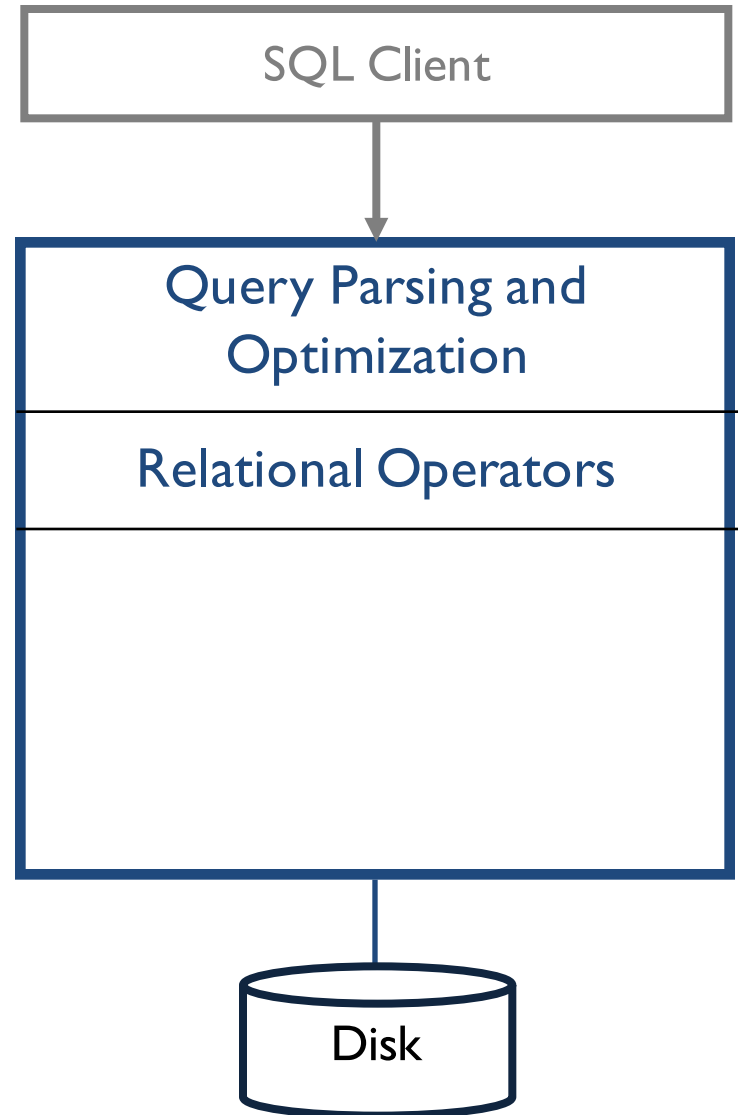 SQL Client
Query Parsing and
Optimization
Relational Operators
Disk